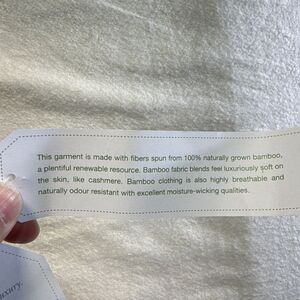 This garment is made with fibers spun from 100% naturally grown bamboo,
a plentiful renewable resource. Bamboo fabric blends feel luxuriously soft on
the skin, like cashmere. Bamboo clothing is also highly breathable and
naturally odour resistant with excellent moisture-wicking qualities.